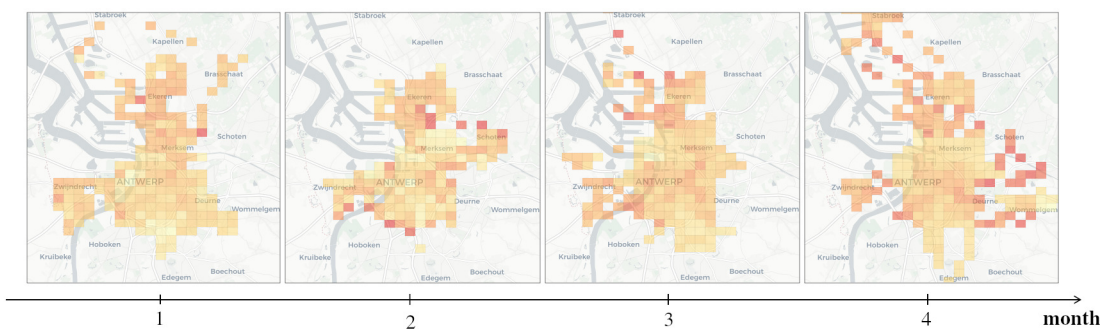 Stabroek
Kapellen
Brasschaat
Ekeren
Schoten
Merksem
Zwijndrecht
ANTWERP
Deurne
Wommelgem
Hoboken
Kruibeke
Boechout
Edegem
Stabroek
Kapellen
Brasschaat
Ekeren
Schoten
Merksem
Zwijndrecht
ANTWERP
Deurne
Wommelgem
Hoboken
Kruibeke
Boechout
Edegem
Stabroek
Kapellen
Brasschaat
Ekeren
Schoten
Merksem
Zwijndrecht
ANTWERP
Deurne
Wommelgem
Hoboken
Kruibeke
Boechout
Edegem
Stabroek
Kapellen
Brasschaat
Ekeren
Schoten
Merksem
Zwijndrecht
ANTWERP
Deurne
Wommelgem
Hoboken
Kruibeke
Boechout
Edegem
1 2 3 4 month